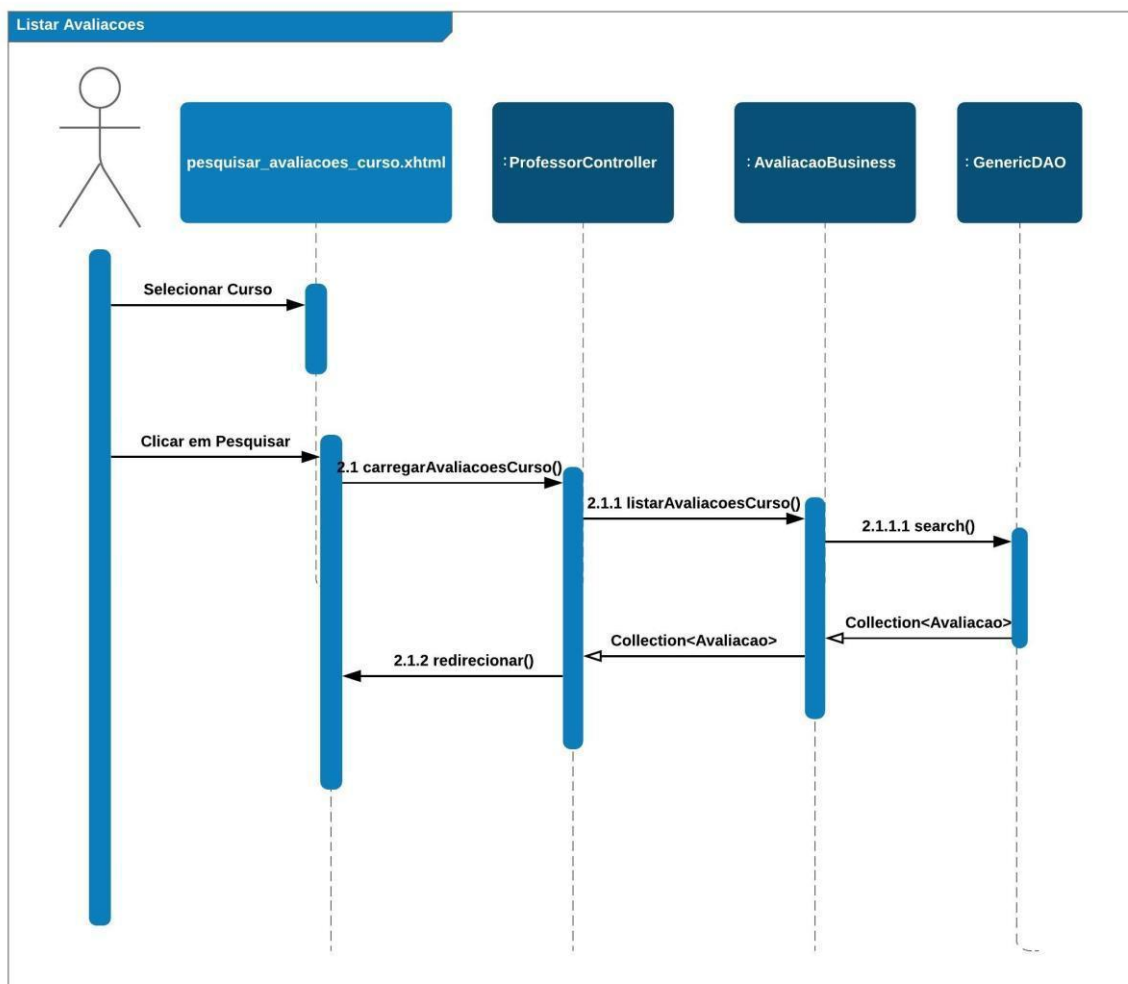 Listar Avaliacoes
pesquisar_avaliacoes_curso.xhtml
:ProfessorController
: AvaliacaoBusiness
: GenericDAO
Selecionar Curso
Clicar em Pesquisar
2.1 carregarAvaliacoesCurso()
2.1.1 listarAvaliacoesCurso()
2.1.1.1 search()
Collection<Avaliacao>
Collection<Avaliacao>
2.1.2 redirecionar()